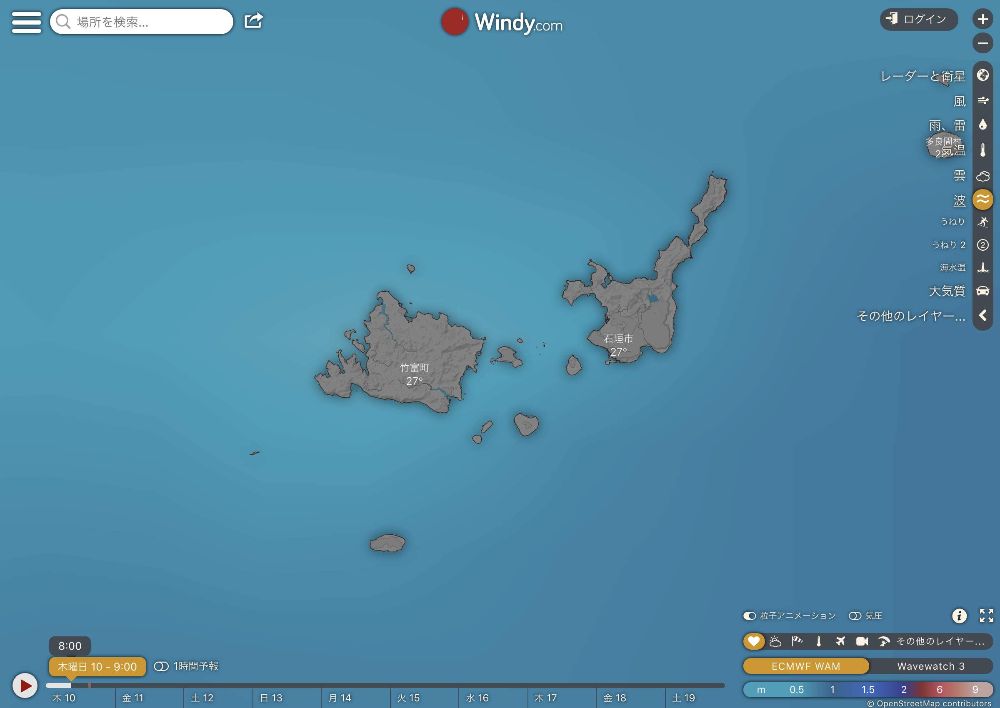 場所を検索...
Windy.com
ログイン
レーダーと衛星
風
雨、雷
多良間村
28°
気温
雲
波
うねり
うねり 2
2
海水温
大気質
その他のレイヤー...
石垣市
27°
竹富町
27°
粒子アニメーション 気圧
その他のレイヤー...
8:00
木曜日 10 - 9:00
1時間予報
ECMWF WAM Wavewatch 3
m 0.5 1 1.5 2 6 9
木 10 金 11 土 12 日 13 月 14 火 15 水 16 木 17 金 18 土 19
© OpenStreetMap contributors